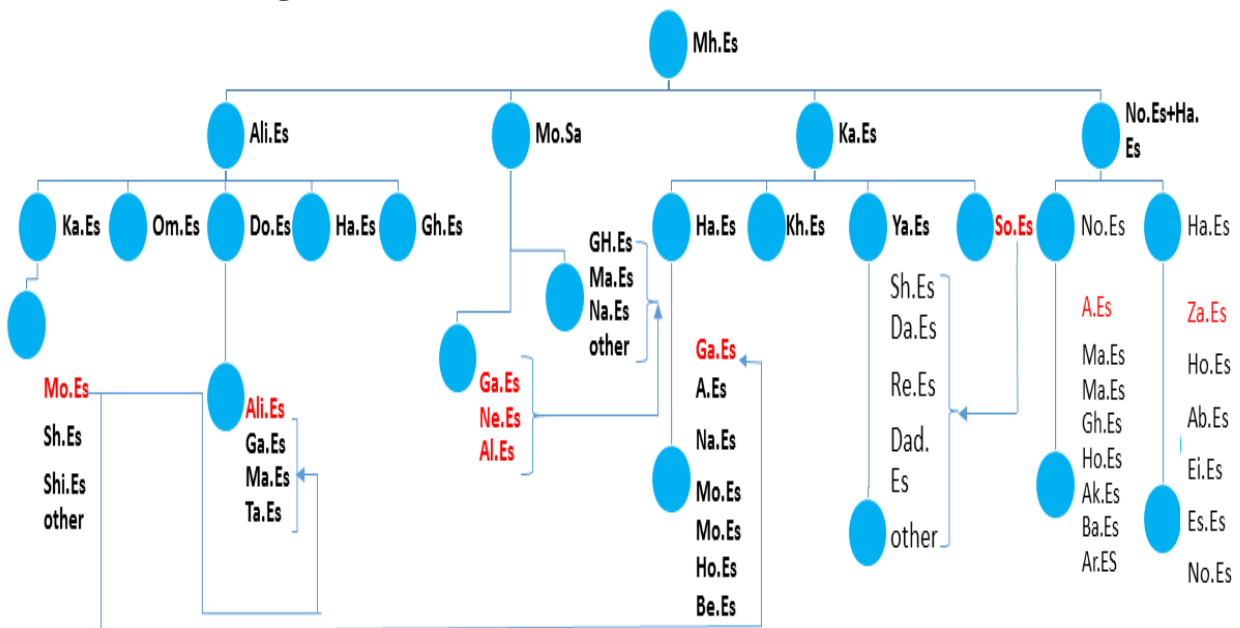 Mh.Es
Ali.Es
Mo.Sa
Ka.Es
No.Es+Ha.
Es
Ka.Es
Om.Es
Do.Es
Ha.Es
Gh.Es
Ha.Es
Kh.Es
Ya.Es
So.Es
No.Es
Ha.Es
Mo.Es
Sh.Es
Shi.Es
other
Ali.Es
Ga.Es
Ma.Es
Ta.Es
Ga.Es
Ne.Es
Al.Es
GH.Es
Ma.Es
Na.Es
other
Ga.Es
A.Es
Na.Es
Mo.Es
Mo.Es
Ho.Es
Be.Es
Sh.Es
Da.Es
Re.Es
Dad.
Es
other
A.Es
Ma.Es
Ma.Es
Gh.Es
Ho.Es
Ak.Es
Ba.Es
Ar.ES
Za.Es
Ho.Es
Ab.Es
Ei.Es
Es.Es
No.Es